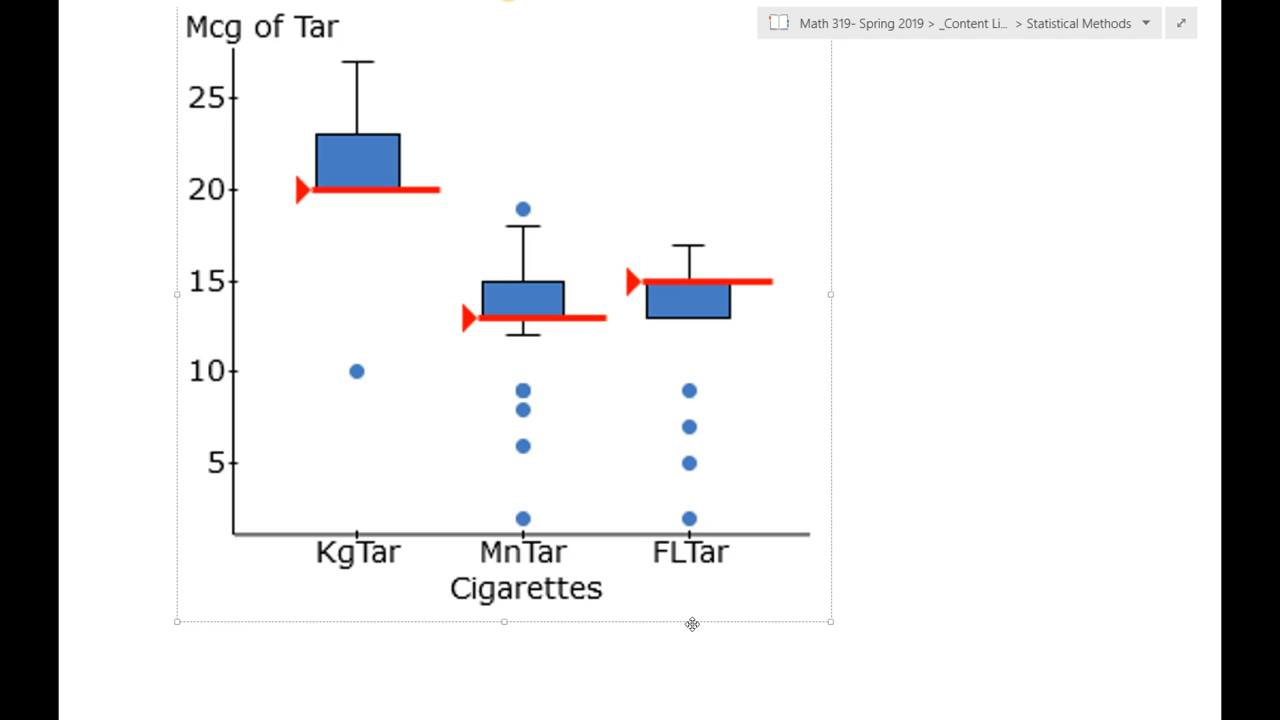 Mcg of Tar
Math 319- Spring 2019 > _Content Li... > Statistical Methods
25
20
15
10
5
KgTar MnTar FLTar
Cigarettes